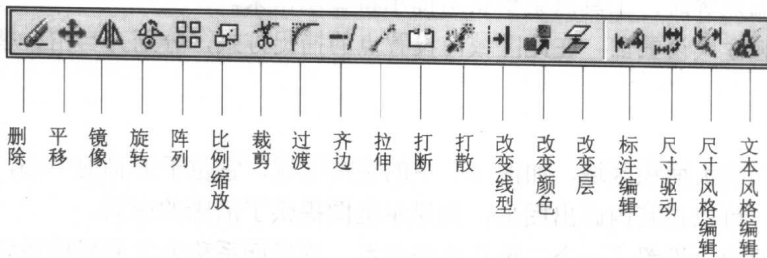 删除
平移
镜像
旋转
阵列
比例缩放
裁剪
过渡
齐边
拉伸
打断
打散
改变线型
改变颜色
改变层
标注编辑
尺寸驱动
尺寸风格编辑
文本风格编辑